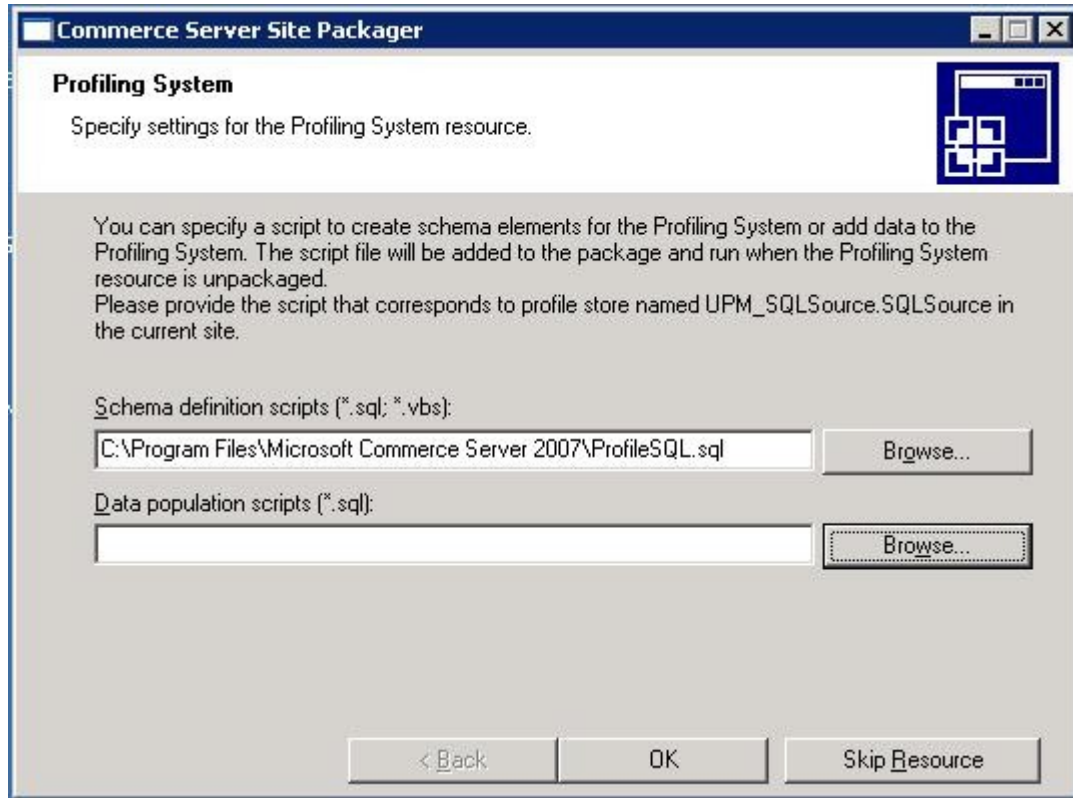 Commerce Server Site Packager
Profiling System
Specify settings for the Profiling System resource.
You can specify a script to create schema elements for the Profiling System or add data to the
Profiling System. The script file will be added to the package and run when the Profiling System
resource is unpackaged.
Please provide the script that corresponds to profile store named UPM_SQLSource.SQLSource in
the current site.
Schema definition scripts (*.sql; *.vbs):
C:\Program Files\Microsoft Commerce Server 2007\ProfileSQL.sql
Browse...
Data population scripts (*.sql):
Browse...
< Back
OK
Skip Resource